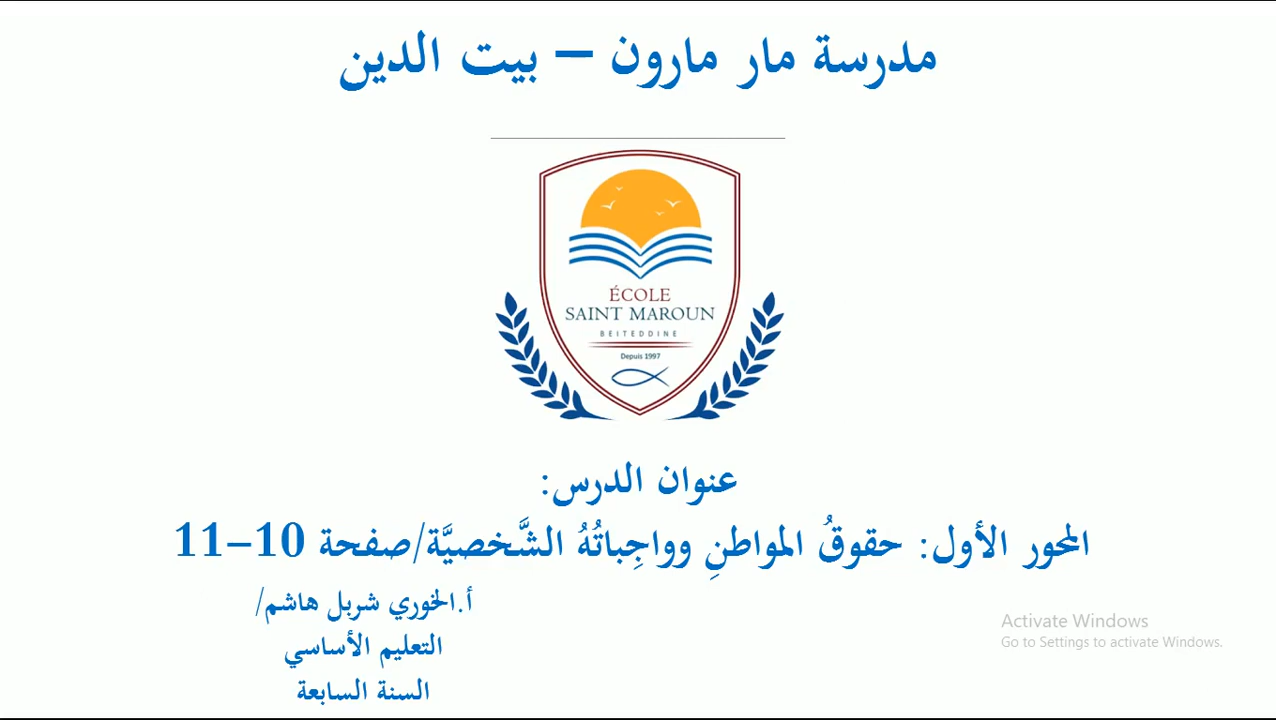 مدرسة مار مارون – بيت الدين
ÉCOLE
SAINT MAROUN
BEITEDDINE
Depuis 1997
عنوان الدرس:
المحور الأول: حقوقُ المواطنِ وواجِباتُهُ الشَّخصيَّة/صفحة 10-11
أ.الخوري شربل هاشم/
التعليم الأساسي
السنة السابعة
Activate Windows
Go to Settings to activate Windows.